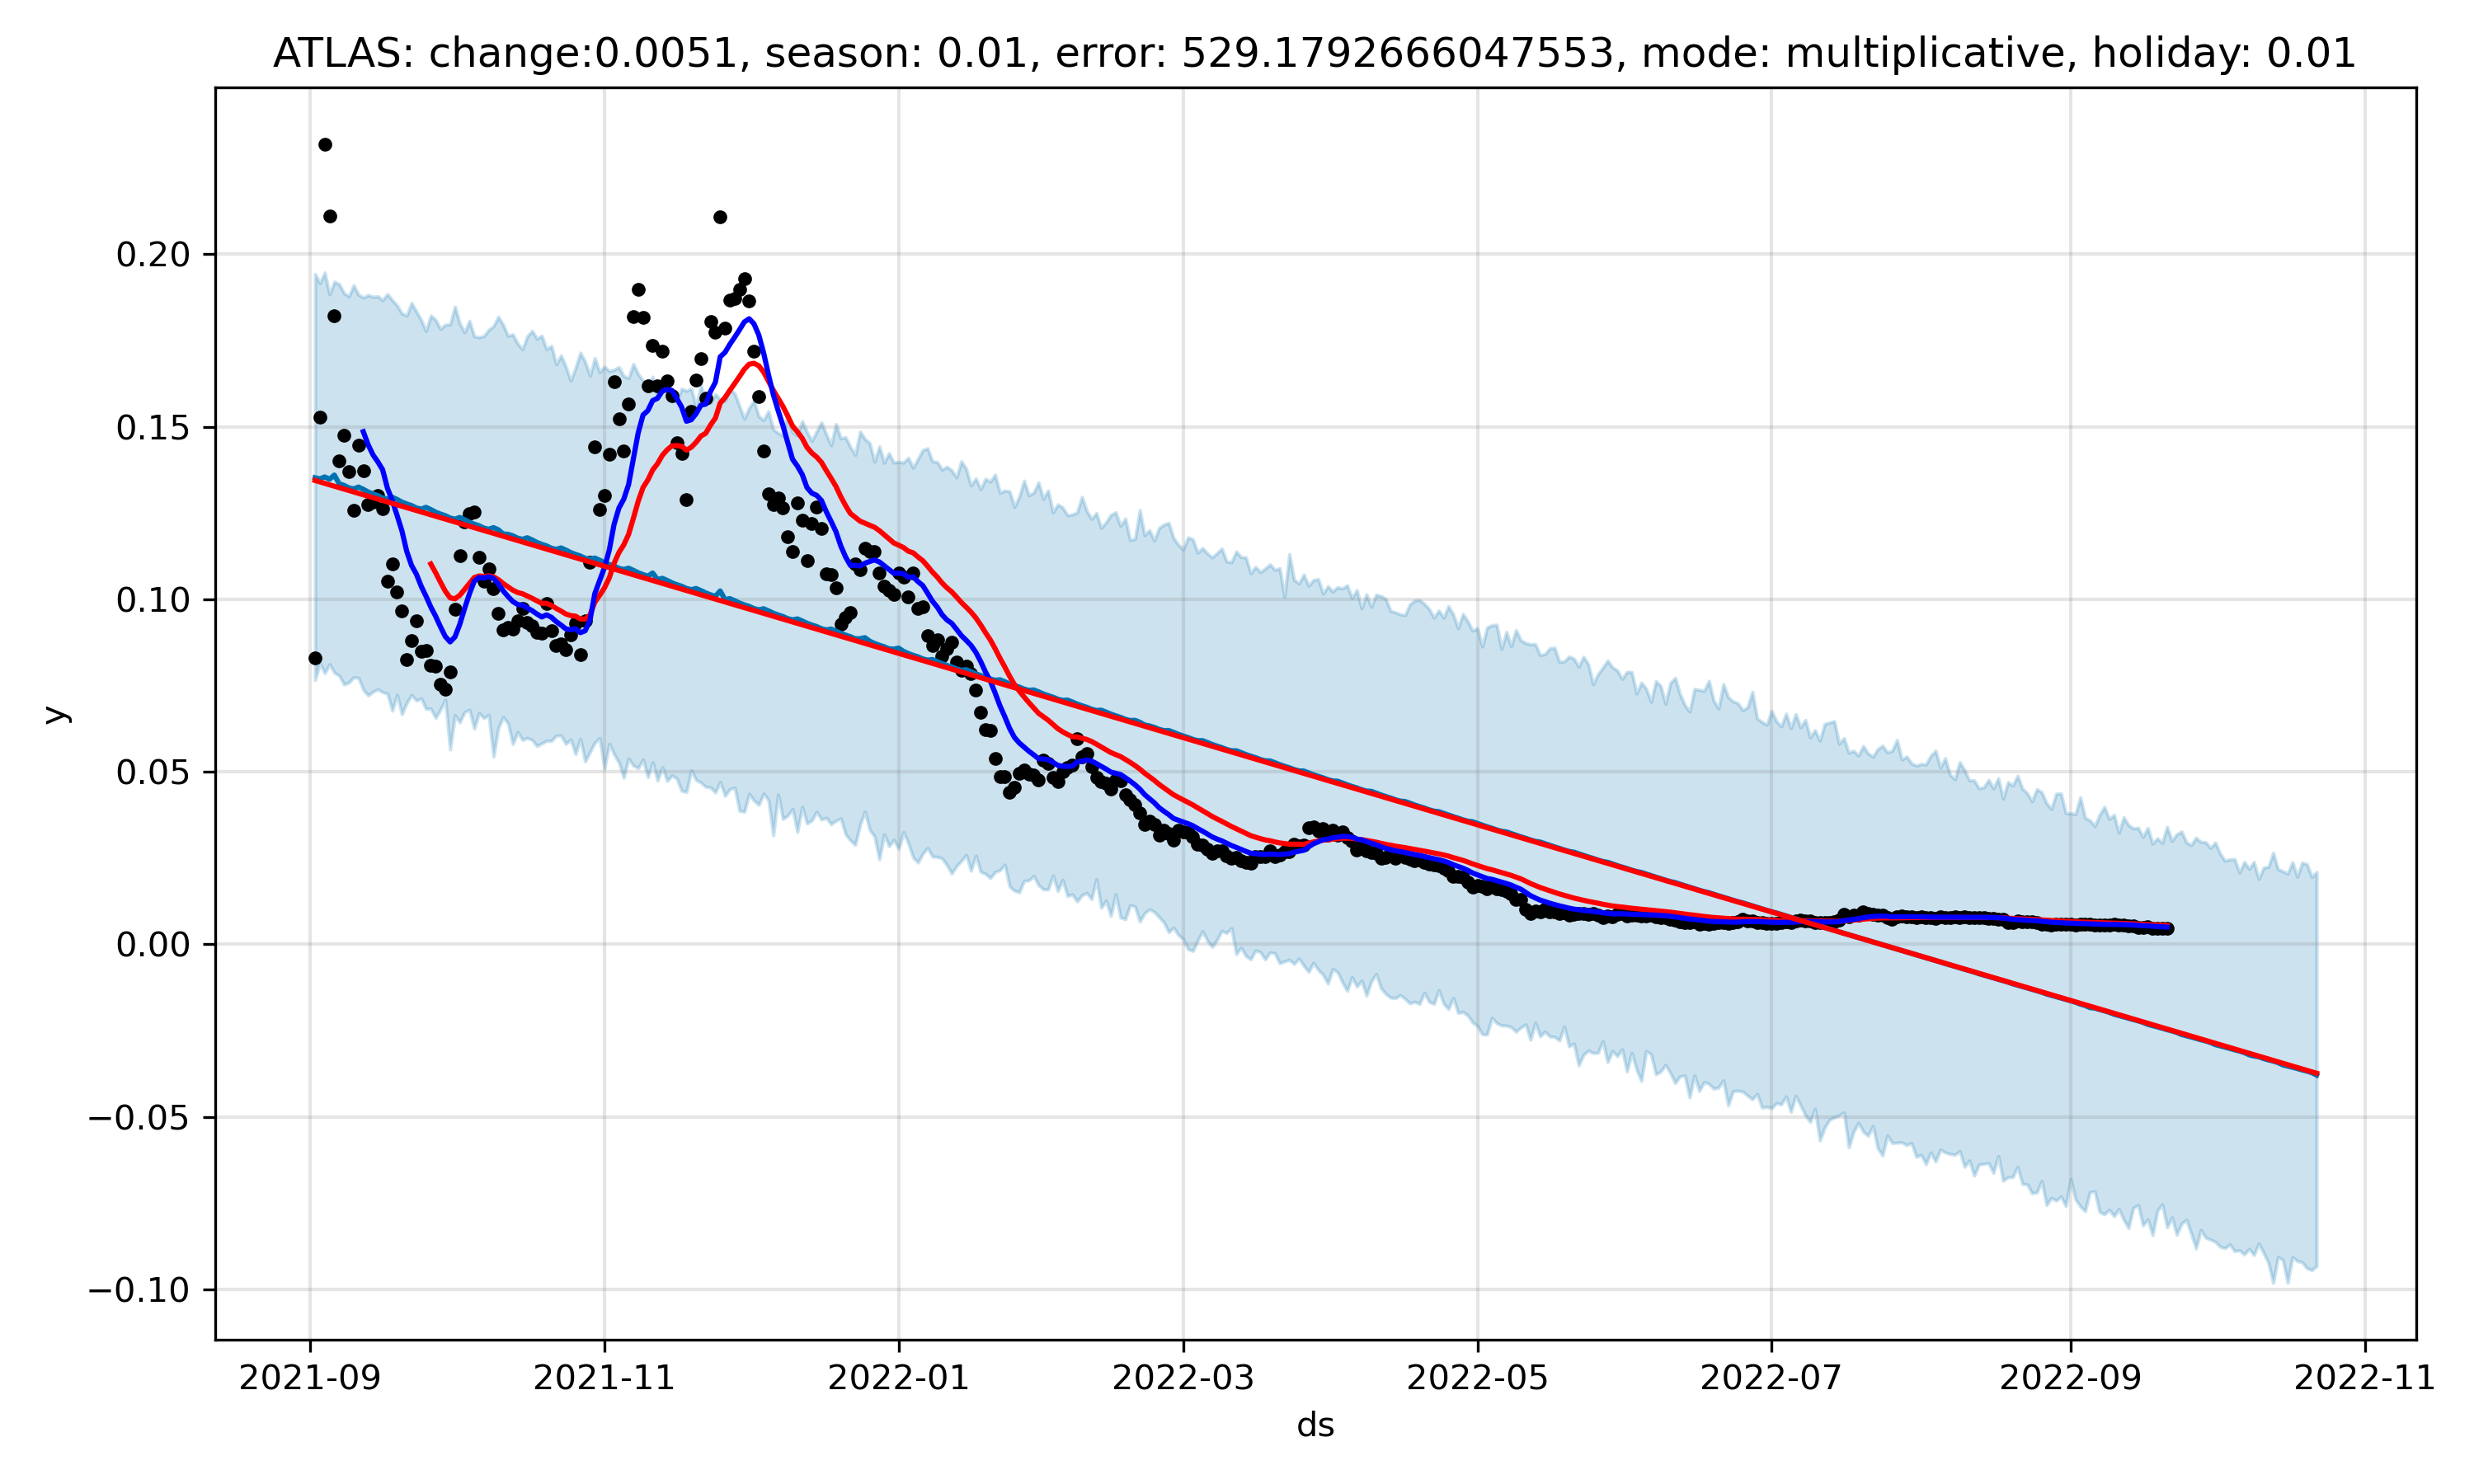 ATLAS: change:0.0051, season: 0.01, error: 529.1792666047553, mode: multiplicative, holiday: 0.01
0.20
0.15
0.10
0.05
0.00
−0.05
−0.10
y
2021-09 2021-11 2022-01 2022-03 2022-05 2022-07 2022-09 2022-11
ds